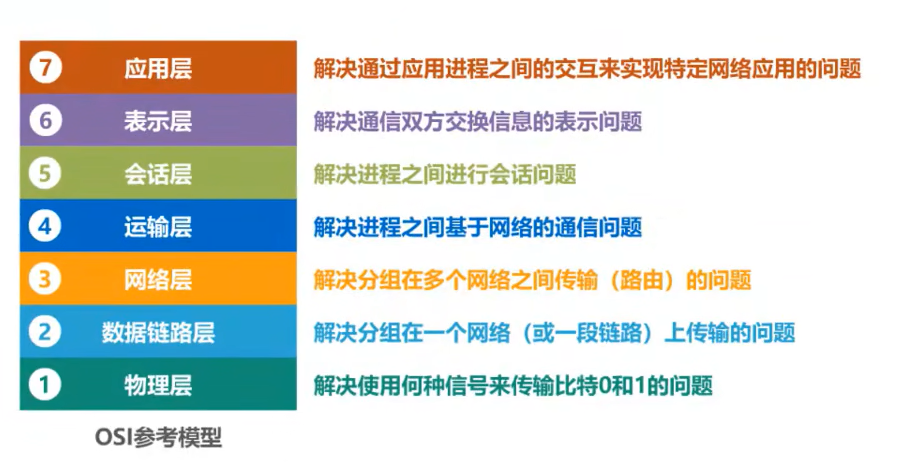 7 应用层 解决通过应用进程之间的交互来实现特定网络应用的问题
6 表示层 解决通信双方交换信息的表示问题
5 会话层 解决进程之间进行会话问题
4 运输层 解决进程之间基于网络的通信问题
3 网络层 解决分组在多个网络之间传输（路由）的问题
2 数据链路层 解决分组在一个网络（或一段链路）上传输的问题
1 物理层 解决使用何种信号来传输比特0和1的问题
OSI参考模型